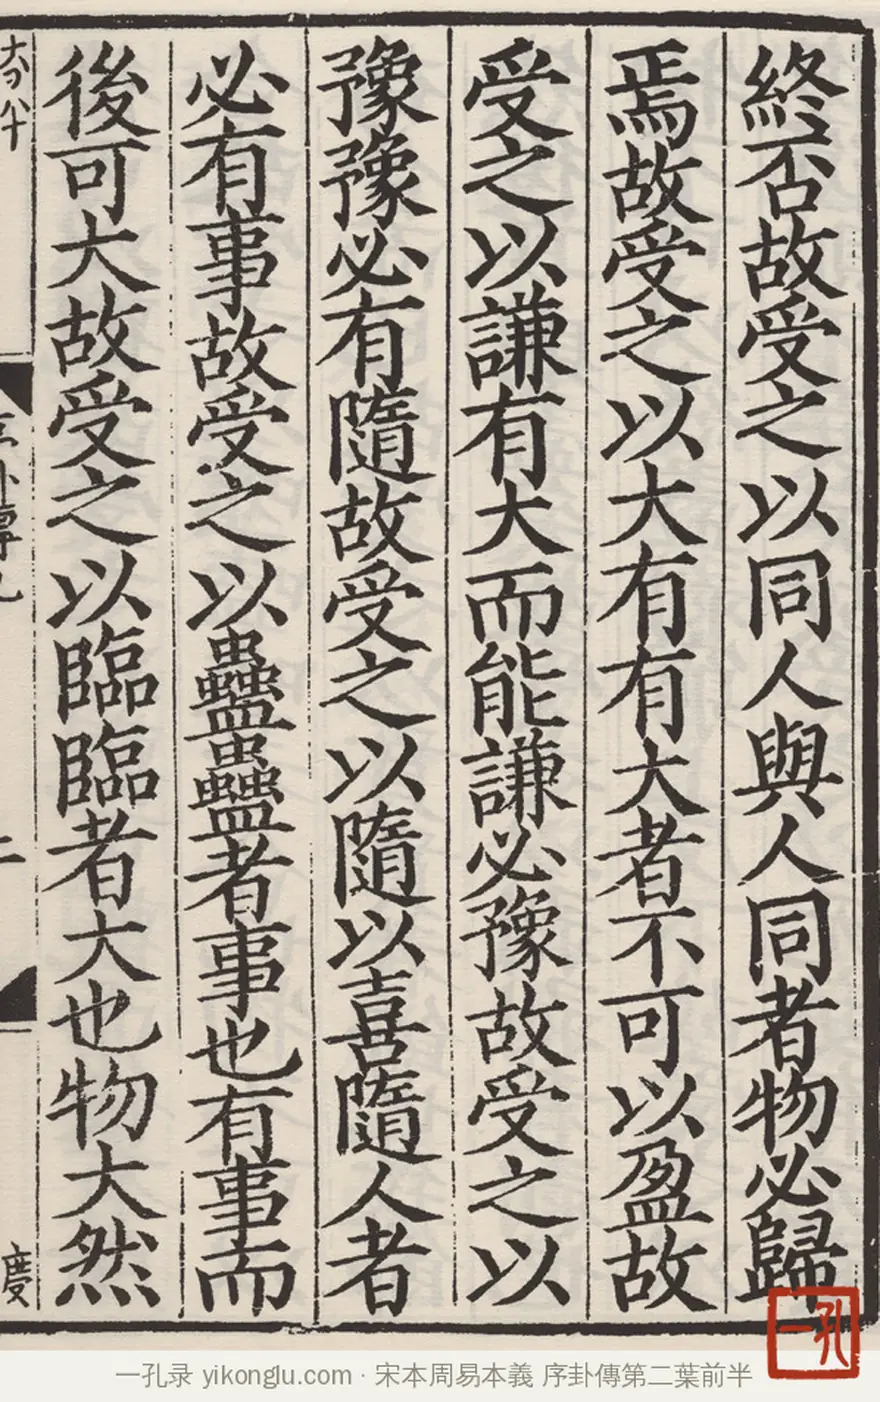 終否故受之以同人與人同者物必歸
焉故受之以大有有大者不可以盈故
受之以謙有大而能謙必豫故受之以
豫豫必有隨故受之以隨以喜隨人者
必有事故受之以蠱蠱者事也有事而
後可大故受之以臨臨者大也物大然
二
慶
一孔
一孔录 yikonglu.com · 宋本周易本義 序卦傳第二葉前半